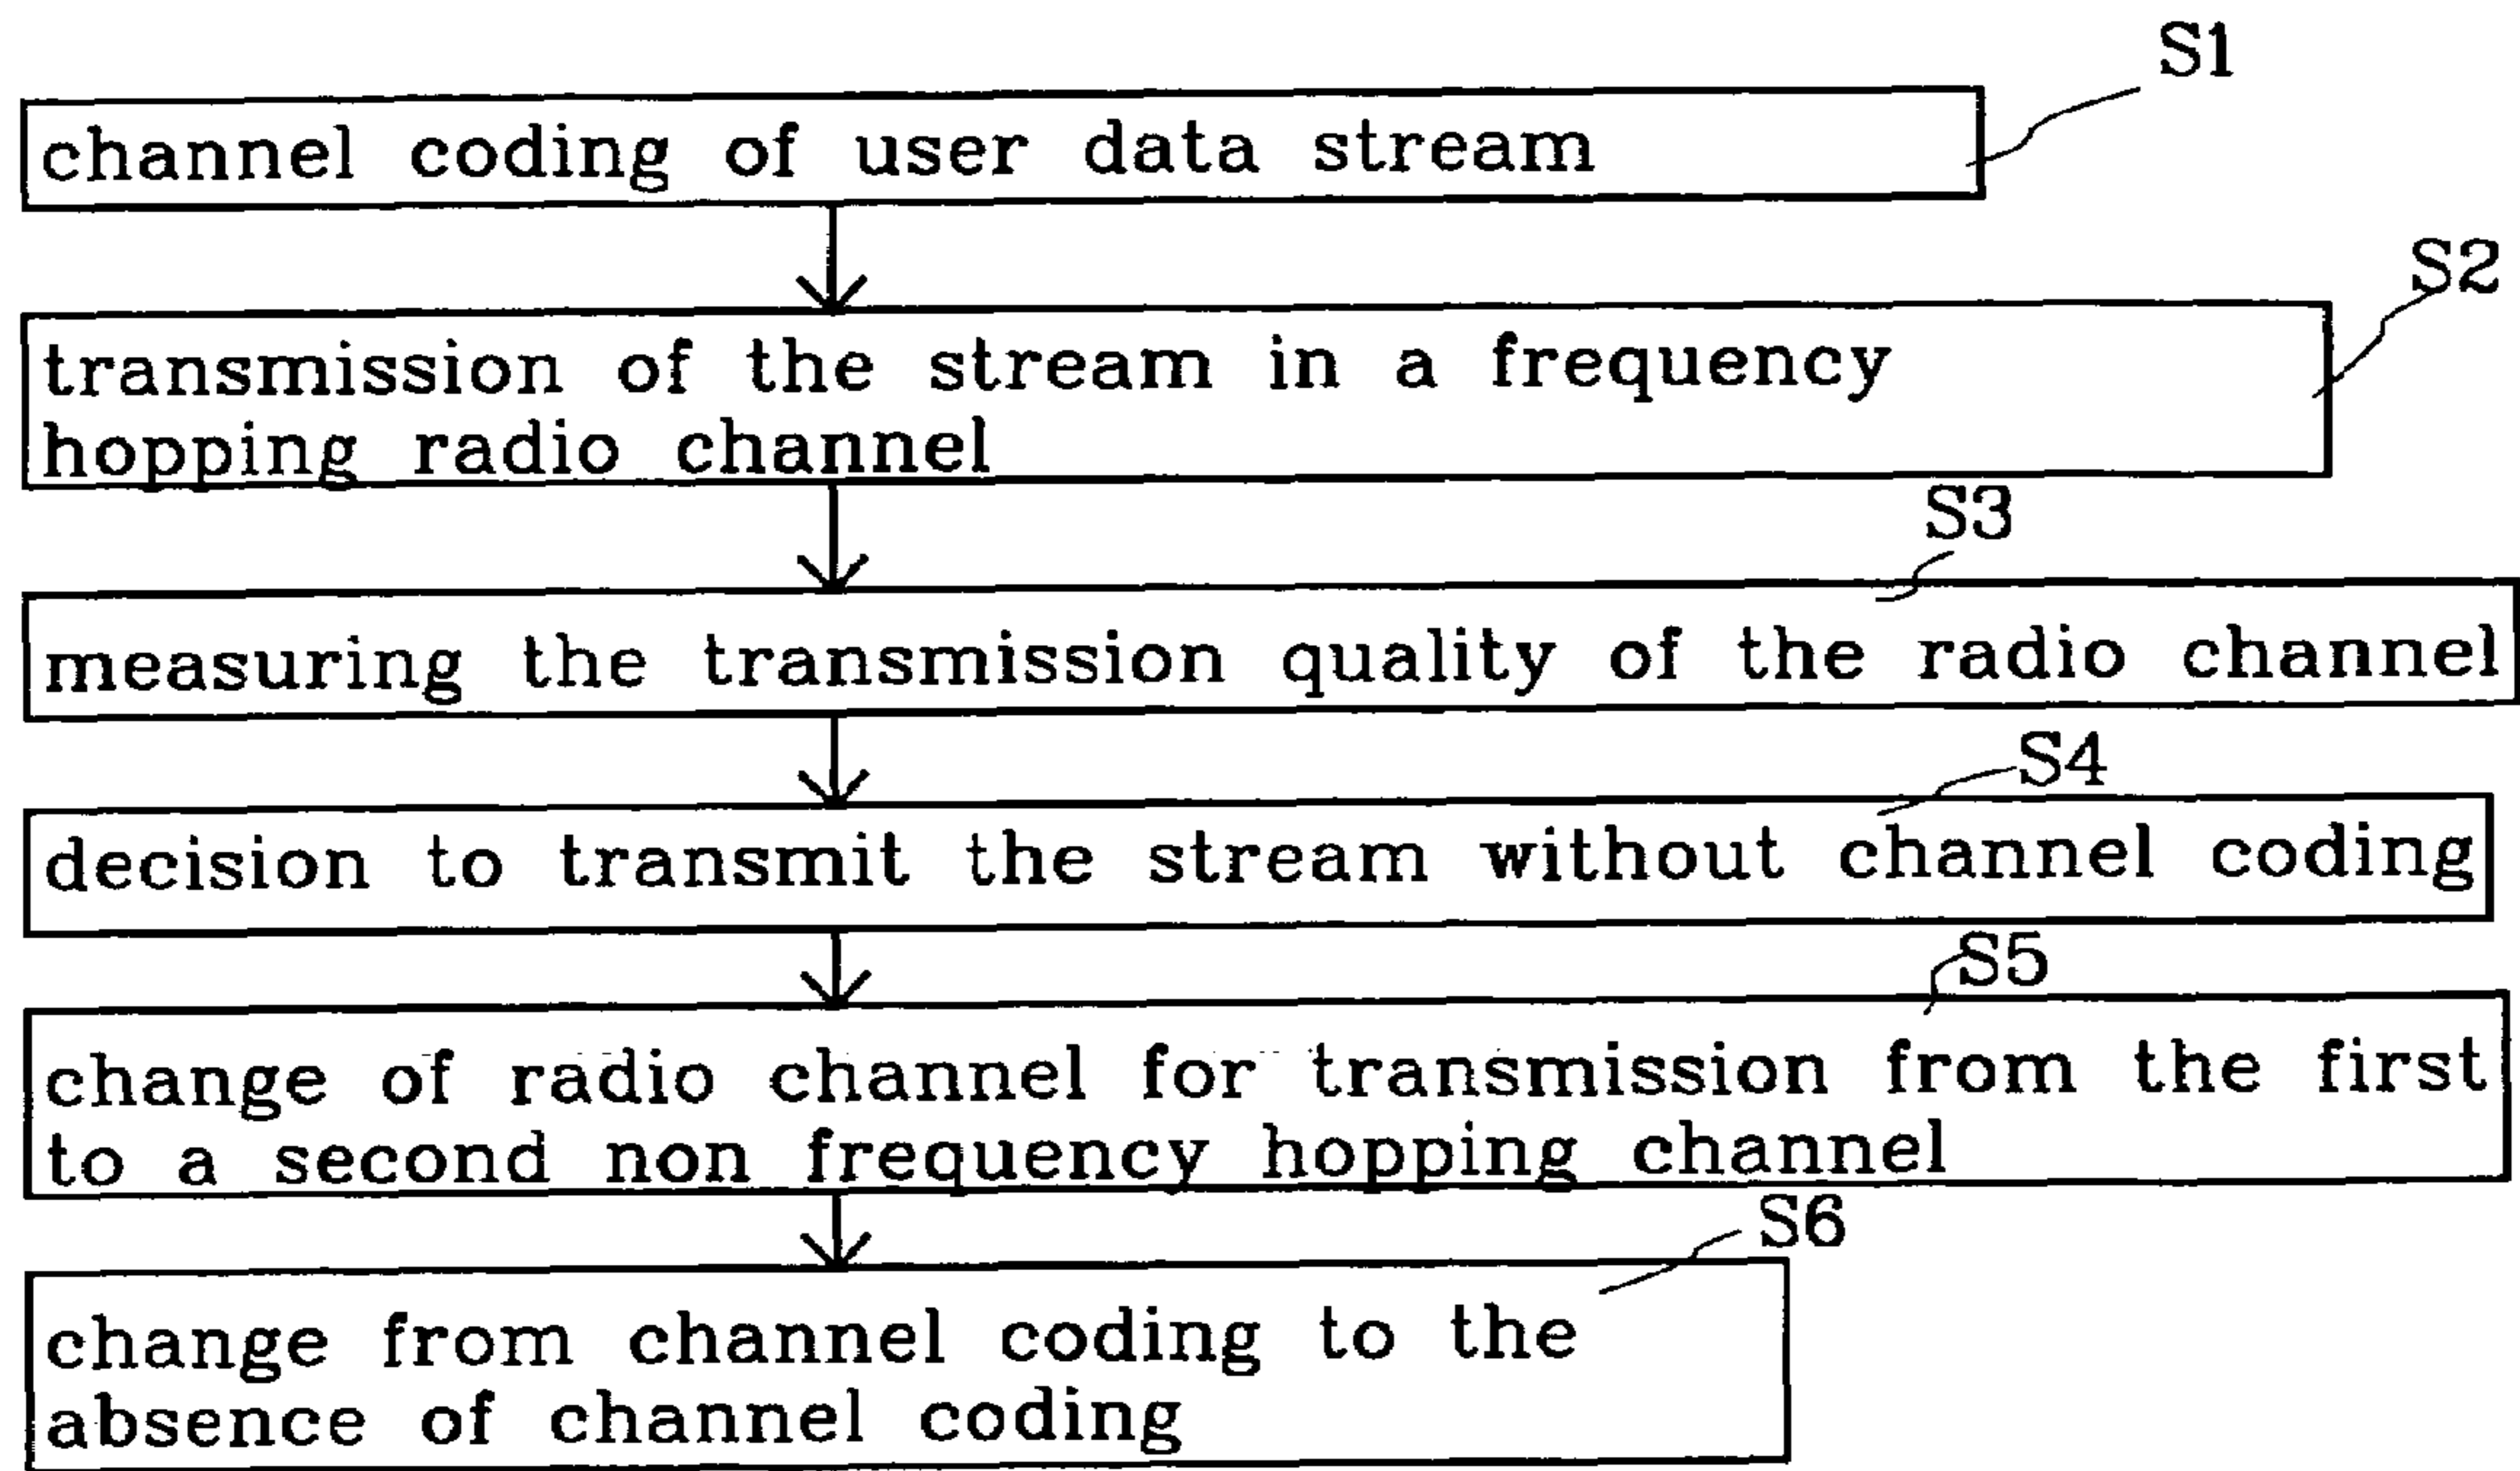 S1
channel coding of user data stream
S2
transmission of the stream in a frequency
hopping radio channel
S3
measuring the transmission quality of the radio channel
S4
decision to transmit the stream without channel coding
S5
change of radio channel for transmission from the first
to a second non frequency hopping channel
S6
change from channel coding to the
absence of channel coding